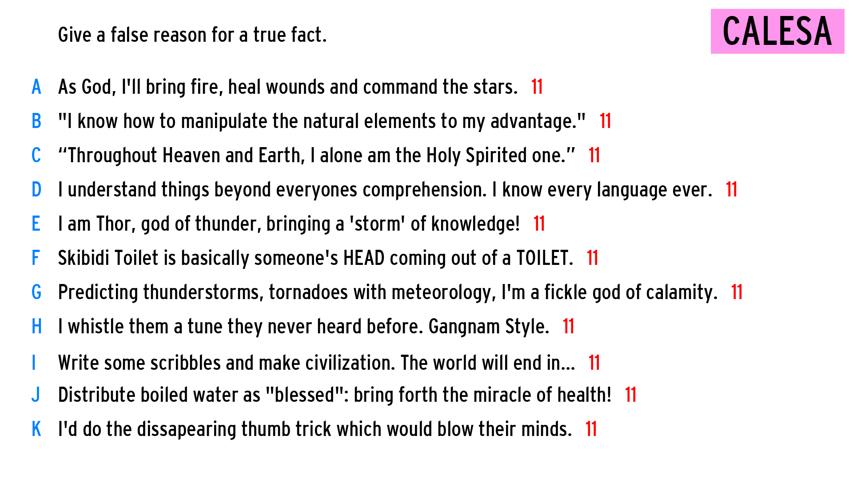 Give a false reason for a true fact.
CALESA
A As God, I'll bring fire, heal wounds and command the stars. 11
B "I know how to manipulate the natural elements to my advantage." 11
C “Throughout Heaven and Earth, I alone am the Holy Spirited one.” 11
D I understand things beyond everyones comprehension. I know every language ever. 11
E I am Thor, god of thunder, bringing a 'storm' of knowledge! 11
F Skibidi Toilet is basically someone's HEAD coming out of a TOILET. 11
G Predicting thunderstorms, tornadoes with meteorology, I'm a fickle god of calamity. 11
H I whistle them a tune they never heard before. Gangnam Style. 11
I Write some scribbles and make civilization. The world will end in... 11
J Distribute boiled water as "blessed": bring forth the miracle of health! 11
K I'd do the dissapearing thumb trick which would blow their minds. 11